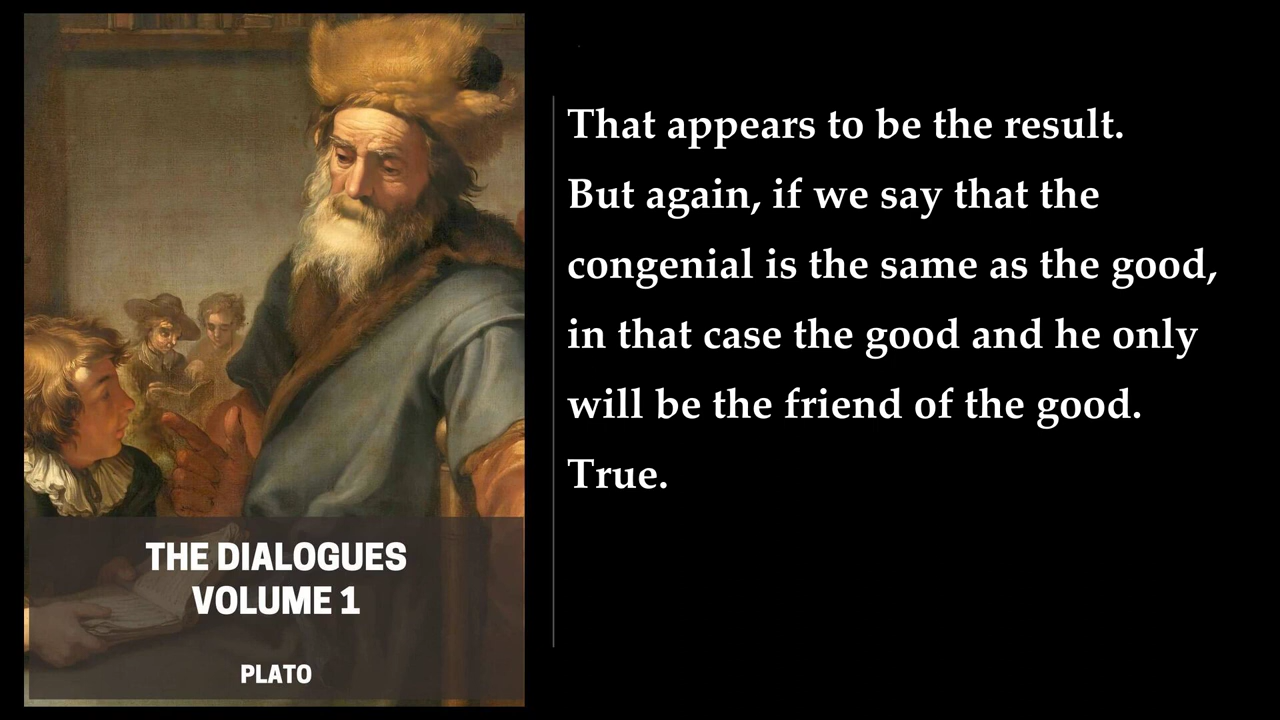 THE DIALOGUES
VOLUME 1
PLATO
That appears to be the result.
But again, if we say that the
congenial is the same as the good,
in that case the good and he only
will be the friend of the good.
True.